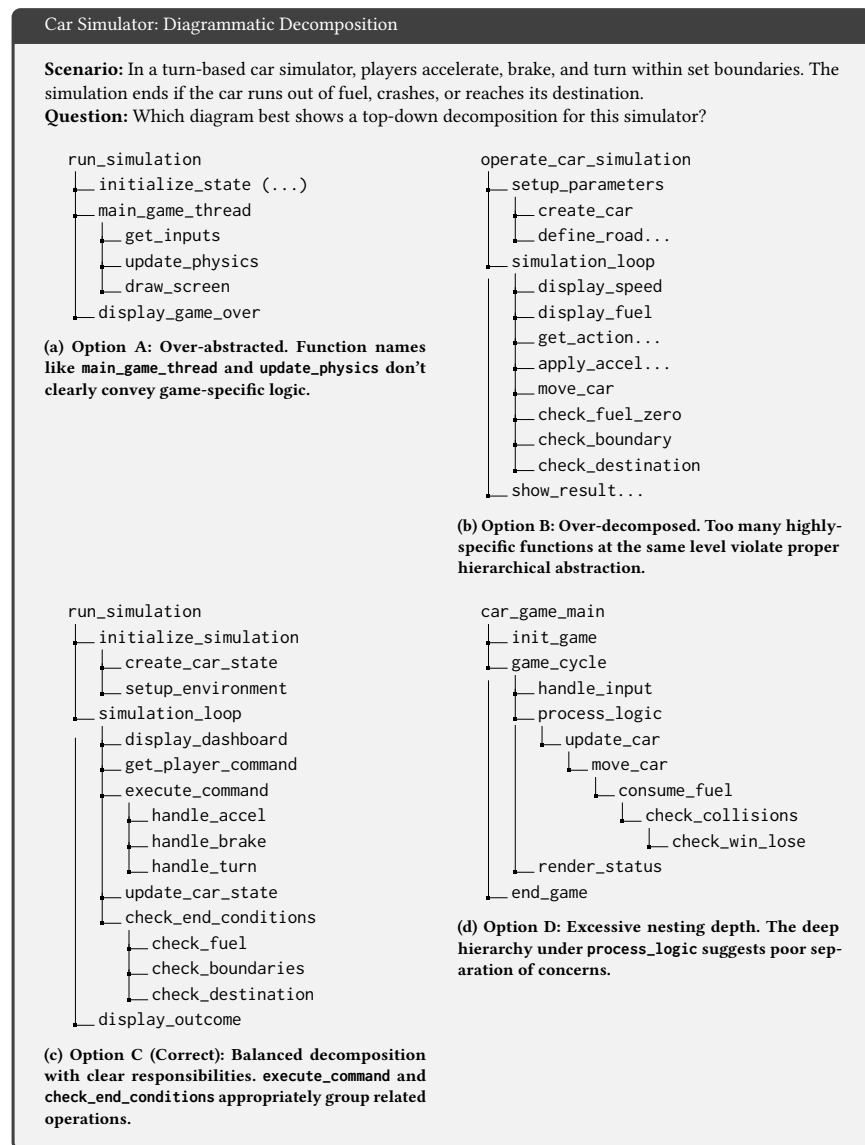 Car Simulator: Diagrammatic Decomposition
Scenario: In a turn-based car simulator, players accelerate, brake, and turn within set boundaries. The
simulation ends if the car runs out of fuel, crashes, or reaches its destination.
Question: Which diagram best shows a top-down decomposition for this simulator?
run_simulation
initialize_state (...)
main_game_thread
get_inputs
update_physics
draw_screen
display_game_over
(a) Option A: Over-abstracted. Function names
like main_game_thread and update_physics don't
clearly convey game-specific logic.
operate_car_simulation
setup_parameters
create_car
define_road...
simulation_loop
display_speed
display_fuel
get_action...
apply_accel...
move_car
check_fuel_zero
check_boundary
check_destination
show_result...
(b) Option B: Over-decomposed. Too many highly-
specific functions at the same level violate proper
hierarchical abstraction.
run_simulation
initialize_simulation
create_car_state
setup_environment
simulation_loop
display_dashboard
get_player_command
execute_command
handle_accel
handle_brake
handle_turn
update_car_state
check_end_conditions
check_fuel
check_boundaries
check_destination
display_outcome
(c) Option C (Correct): Balanced decomposition
with clear responsibilities. execute_command and
check_end_conditions appropriately group related
operations.
car_game_main
init_game
game_cycle
handle_input
process_logic
update_car
move_car
consume_fuel
check_collisions
check_win_lose
render_status
end_game
(d) Option D: Excessive nesting depth. The deep
hierarchy under process_logic suggests poor sep-
aration of concerns.